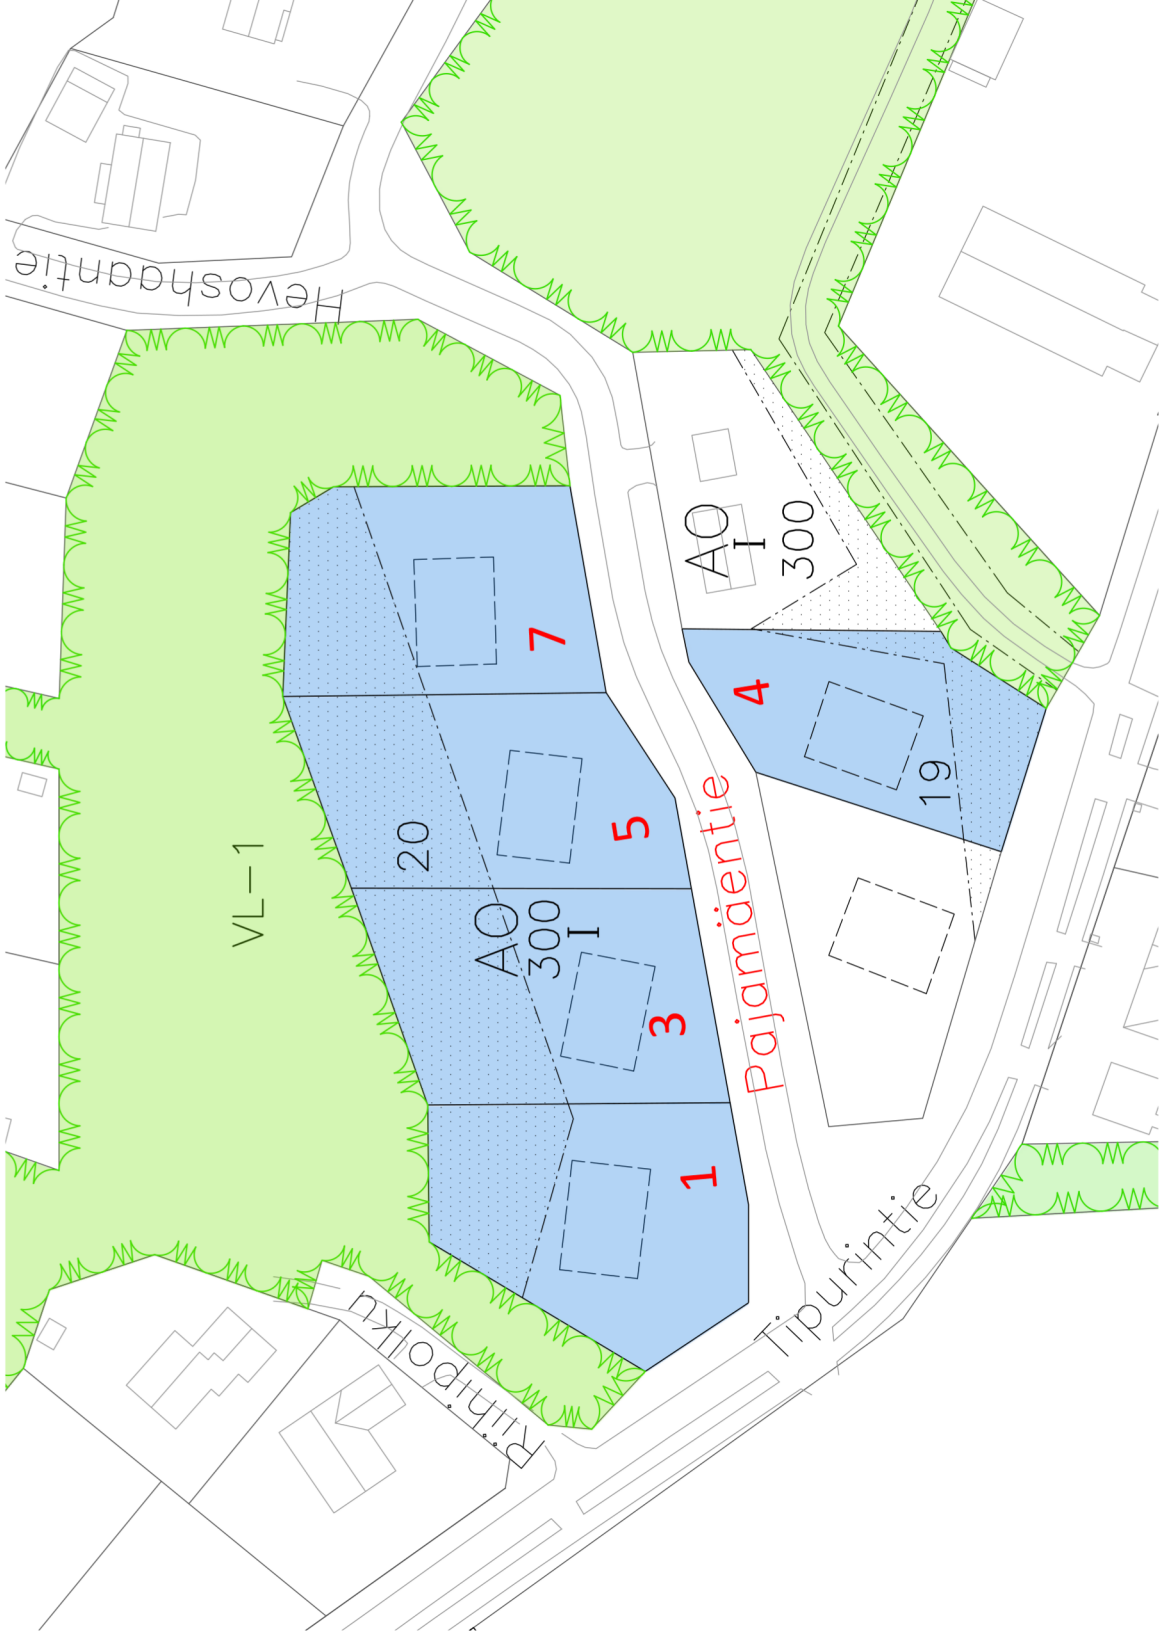 Hevoshaantie
AO
I
300
7
4
19
5
20
VL-1
AO
300
I
3
Pajamäentie
1
Tipurintie
Riihipolku